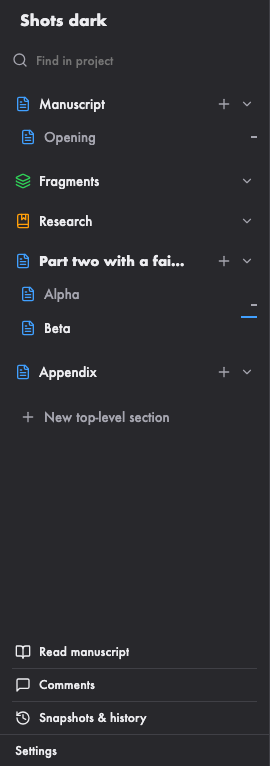 Shots dark
Find in project
Manuscript
Opening
Fragments
Research
Part two with a fai...
Alpha
Beta
Appendix
New top-level section
Read manuscript
Comments
Snapshots & history
Settings